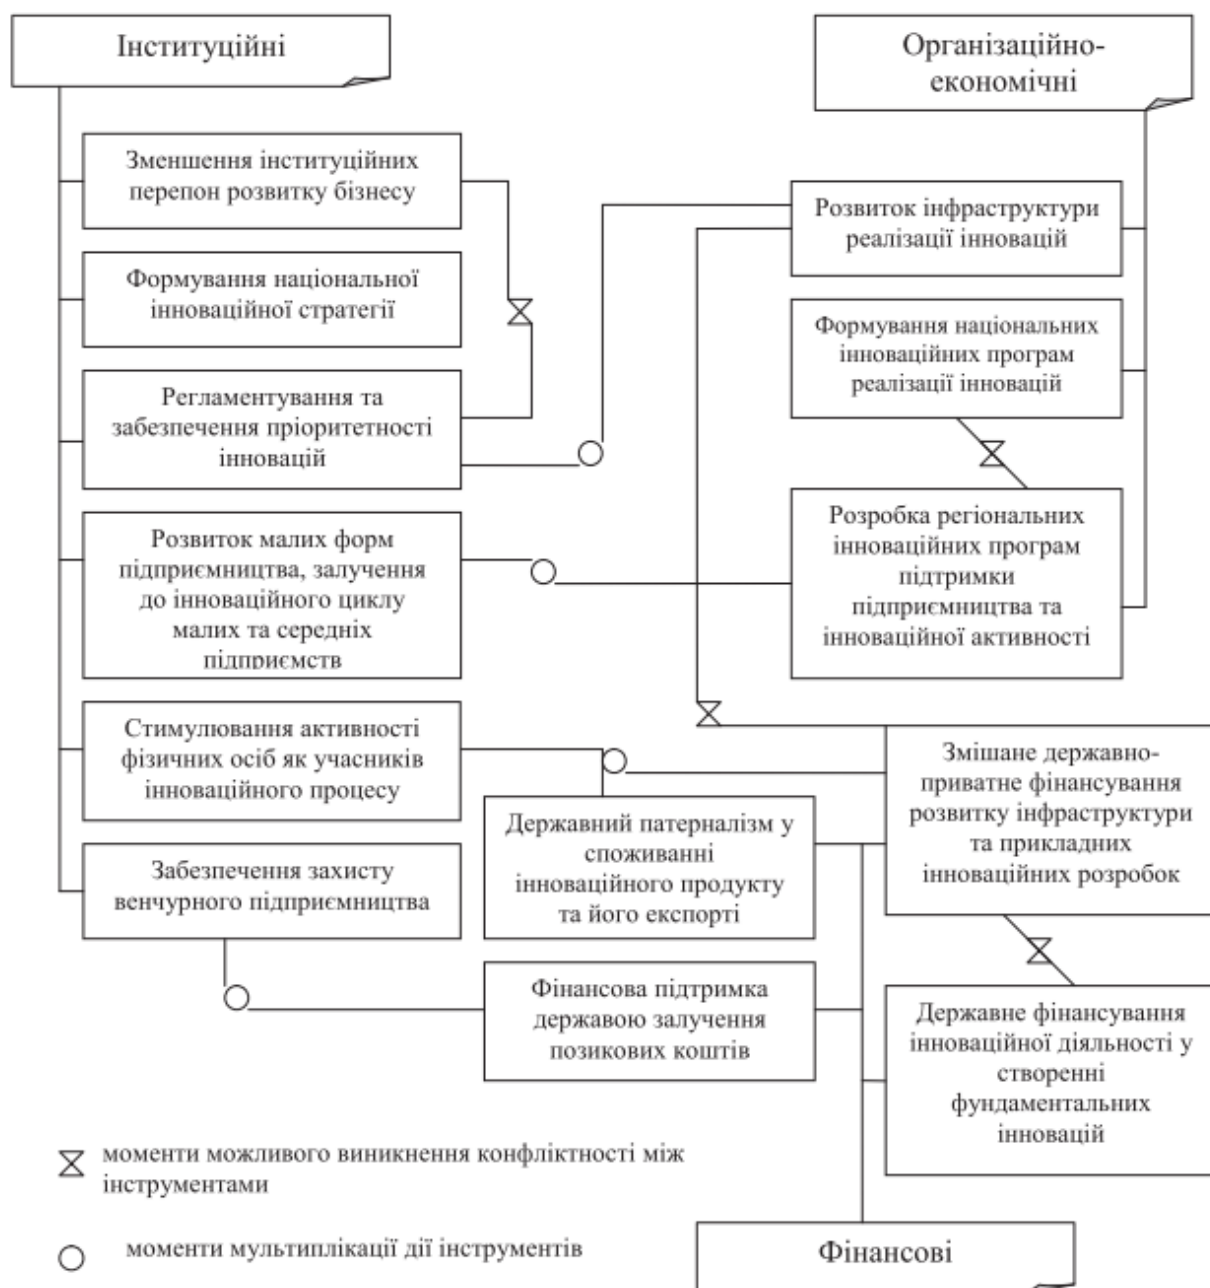 Інституційні
Організаційно-
економічні
Зменшення інституційних
перепон розвитку бізнесу
Формування національної
інноваційної стратегії
Регламентування та
забезпечення пріоритетності
інновацій
Розвиток малих форм
підприємництва, залучення
до інноваційного циклу
малих та середніх
підприємств
Стимулювання активності
фізичних осіб як учасників
інноваційного процесу
Забезпечення захисту
венчурного підприємництва
Розвиток інфраструктури
реалізації інновацій
Формування національних
інноваційних програм
реалізації інновацій
Розробка регіональних
інноваційних програм
підтримки
підприємництва та
інноваційної активності
Державний патерналізм у
споживанні
інноваційного продукту
та його експорті
Фінансова підтримка
державою залучення
позикових коштів
Змішане державно-
приватне фінансування
розвитку інфраструктури
та прикладних
інноваційних розробок
Державне фінансування
інноваційної діяльності у
створенні
фундаментальних
інновацій
моменти можливого виникнення конфліктності між
інструментами
моменти мультиплікації дії інструментів
Фінансові